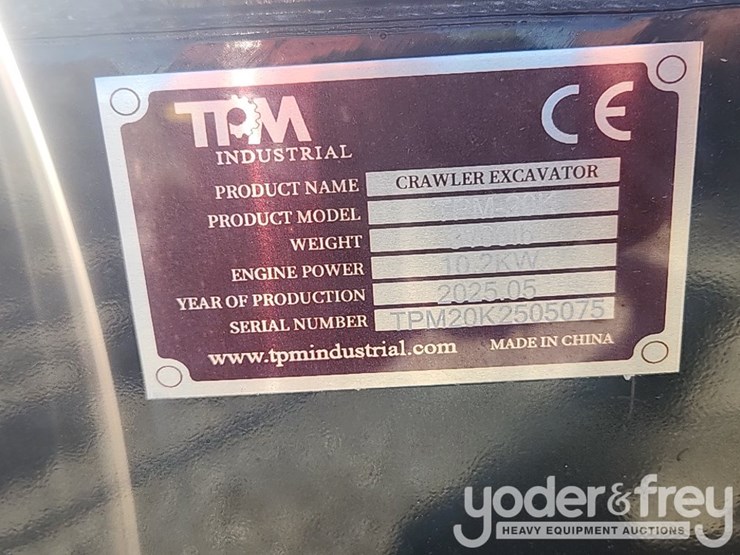 TPM
INDUSTRIAL
CE
PRODUCT NAME CRAWLER EXCAVATOR
PRODUCT MODEL
WEIGHT
ENGINE POWER 10.2KW
YEAR OF PRODUCTION 2025.05
SERIAL NUMBER TPM20K2505075
www.tpmindustrial.com MADE IN CHINA
yoder&frey
HEAVY EQUIPMENT AUCTIONS